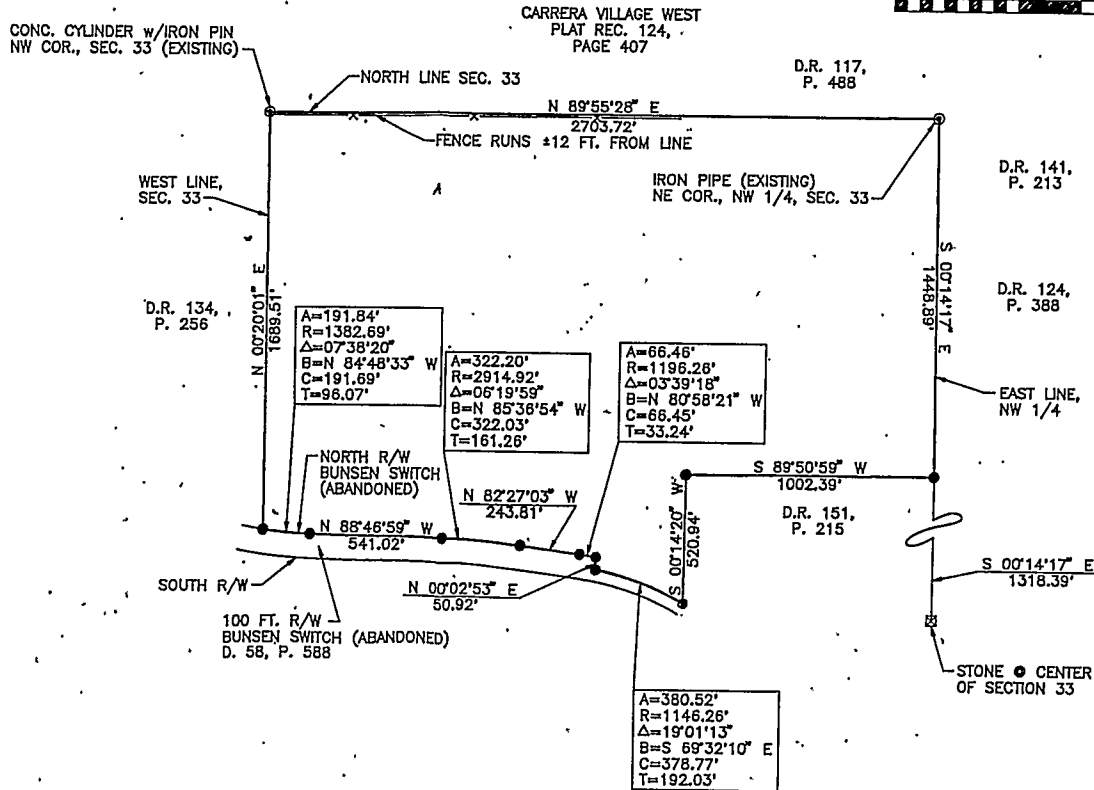 CARRERA VILLAGE WEST
PLAT REC. 124,
PAGE 407
CONC. CYLINDER w/IRON PIN
NW COR., SEC. 33 (EXISTING)
D.R. 117,
P. 488
NORTH LINE SEC. 33
N 89°55'28" E
2703.72'
FENCE RUNS ±12 FT. FROM LINE
WEST LINE,
SEC. 33
A
IRON PIPE (EXISTING)
NE COR., NW 1/4, SEC. 33
D.R. 141,
P. 213
N 00°20'01" E
1689.51'
S 00°14'17" E
1448.89'
D.R. 134,
P. 256
D.R. 124,
P. 388
A=191.84'
R=1382.69'
Δ=07°38'20"
B=N 84°48'33" W
C=191.69'
T=96.07'
A=322.20'
R=2914.92'
Δ=06°19'59"
B=N 85°36'54" W
C=322.03'
T=161.26'
A=66.46'
R=1196.26'
Δ=03°39'18"
B=N 80°58'21" W
C=66.45'
T=33.24'
EAST LINE,
NW 1/4
NORTH R/W
BUNSEN SWITCH
(ABANDONED)
N 88°46'59" W
541.02'
N 82°27'03" W
243.81'
S 00°14'20" W
520.94'
S 89°50'59" W
1002.39'
D.R. 151,
P. 215
SOUTH R/W
N 00°02'53" E
50.92'
S 00°14'17" E
1318.39'
100 FT. R/W
BUNSEN SWITCH (ABANDONED)
D. 58, P. 588
STONE @ CENTER
OF SECTION 33
A=380.52'
R=1146.26'
Δ=19°01'13"
B=S 69°32'10" E
C=378.77'
T=192.03'